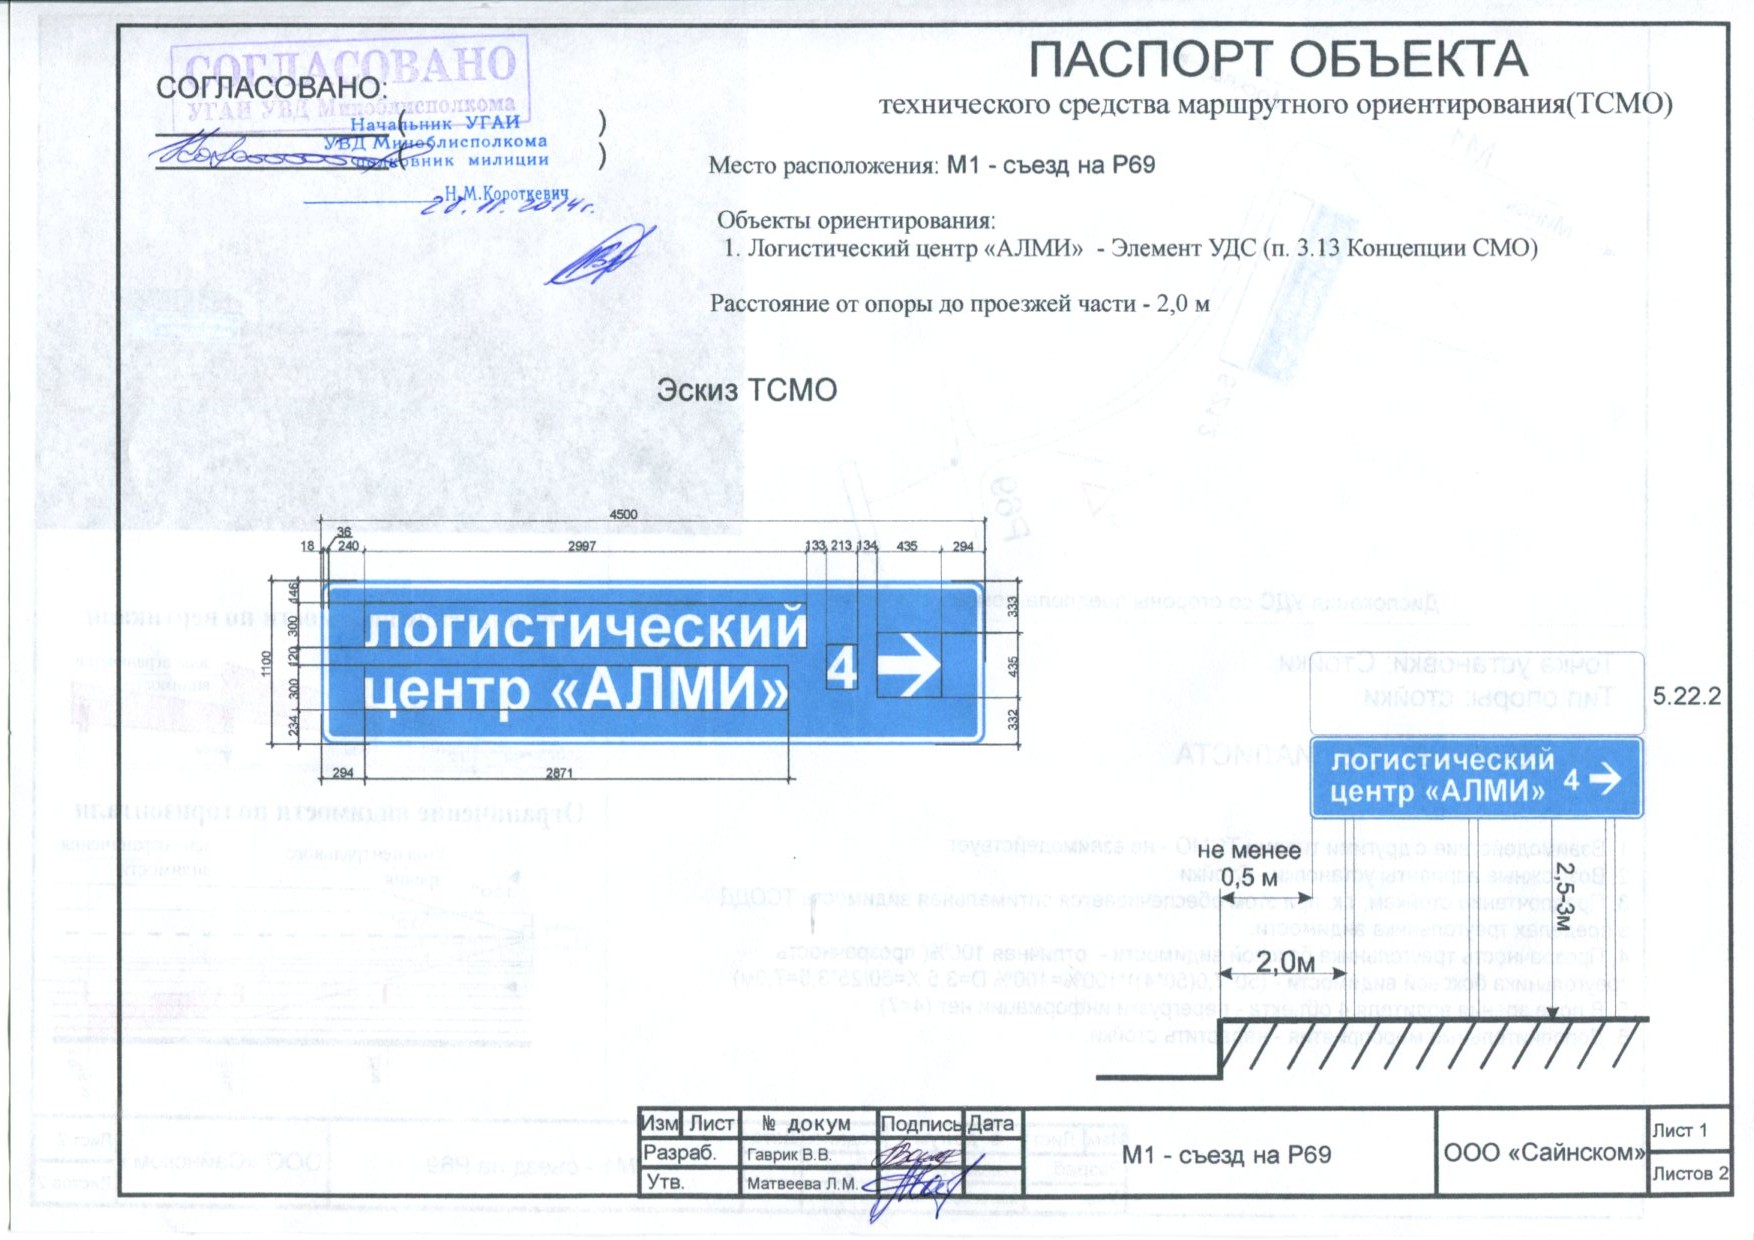 СОГЛАСОВАНО
УГАИ УВД Миноблисполкома
СОГЛАСОВАНО:
Начальник УГАИ
УВД Миноблисполкома
полковник милиции
Н.М.Короткевич
28.11.2014г.
ПАСПОРТ ОБЪЕКТА
технического средства маршрутного ориентирования(ТСМО)
Место расположения: М1 - съезд на Р69
Объекты ориентирования:
1. Логистический центр «АЛМИ» - Элемент УДС (п. 3.13 Концепции СМО)
Расстояние от опоры до проезжей части - 2,0 м
Эскиз ТСМО
4500
36
18 240 2997 133 213 134 435 294
146 300 120 300 234
1100
логистический
центр «АЛМИ»
4
333 435 332
294 2871
5.22.2
логистический
центр «АЛМИ» 4
не менее
0,5 м
2,5-3м
2,0м
Изм Лист № докум Подпись Дата
Разраб. Гаврик В.В.
Утв. Матвеева Л.М.
М1 - съезд на Р69
ООО «Сайнском»
Лист 1
Листов 2